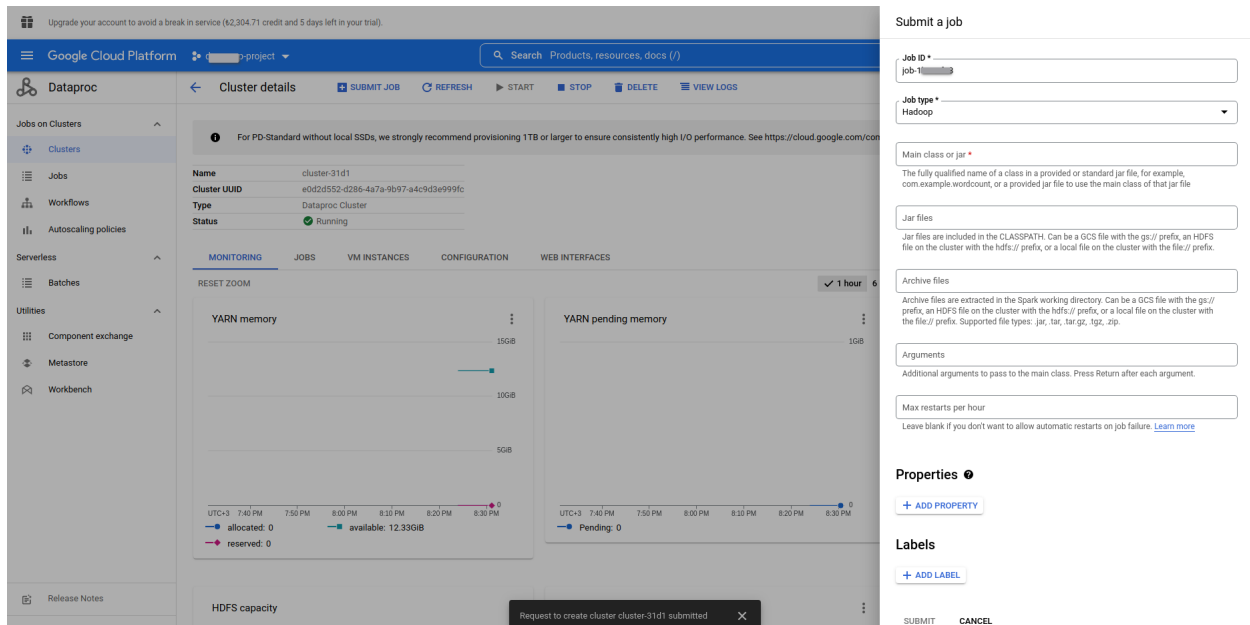 Upgrade your account to avoid a break in service (₺2,304.71 credit and 5 days left in your trial).
Google Cloud Platform
-project
Search Products, resources, docs (/)
Dataproc
Cluster details
SUBMIT JOB
REFRESH
START
STOP
DELETE
VIEW LOGS
Jobs on Clusters
Clusters
Jobs
Workflows
Autoscaling policies
Serverless
Batches
Utilities
Component exchange
Metastore
Workbench
Release Notes
For PD-Standard without local SSDs, we strongly recommend provisioning 1TB or larger to ensure consistently high I/O performance. See https://cloud.google.com/con
Name cluster-31d1
Cluster UUID e0d2d552-d286-4a7a-9b97-a4c9d3e999fc
Type Dataproc Cluster
Status Running
MONITORING JOBS VM INSTANCES CONFIGURATION WEB INTERFACES
RESET ZOOM
1 hour 6
YARN memory
15GiB
10GiB
5GiB
0
UTC+3 7:40 PM 7:50 PM 8:00 PM 8:10 PM 8:20 PM 8:30 PM
allocated: 0 available: 12.33GiB
reserved: 0
YARN pending memory
1GiB
0
UTC+3 7:40 PM 7:50 PM 8:00 PM 8:10 PM 8:20 PM 8:30 PM
Pending: 0
HDFS capacity
Request to create cluster cluster-31d1 submitted
Submit a job
Job ID *
job-1
Job type *
Hadoop
Main class or jar *
The fully qualified name of a class in a provided or standard jar file, for example,
com.example.wordcount, or a provided jar file to use the main class of that jar file
Jar files
Jar files are included in the CLASSPATH. Can be a GCS file with the gs:// prefix, an HDFS
file on the cluster with the hdfs:// prefix, or a local file on the cluster with the file:// prefix.
Archive files
Archive files are extracted in the Spark working directory. Can be a GCS file with the gs://
prefix, an HDFS file on the cluster with the hdfs:// prefix, or a local file on the cluster with
the file:// prefix. Supported file types: .jar, .tar, .tar.gz, .tgz, .zip.
Arguments
Additional arguments to pass to the main class. Press Return after each argument.
Max restarts per hour
Leave blank if you don't want to allow automatic restarts on job failure. Learn more
Properties
+ ADD PROPERTY
Labels
+ ADD LABEL
SUBMIT CANCEL